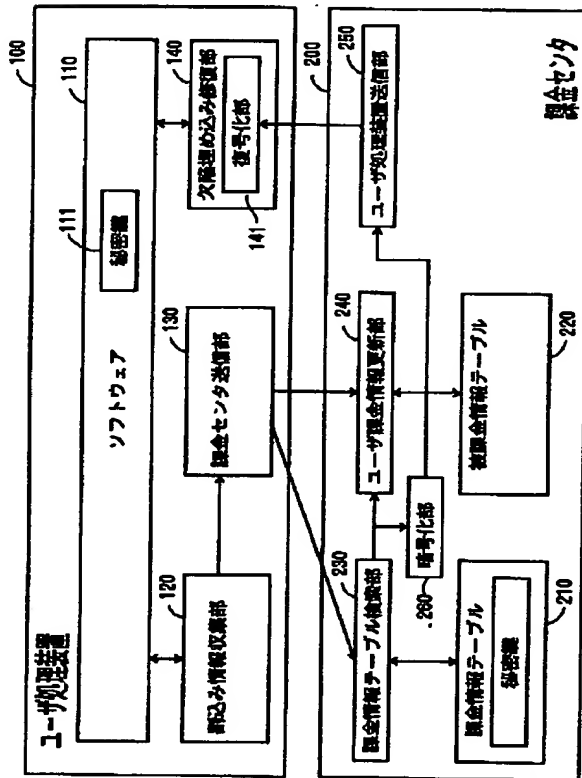 ユーザ処理装置
100
110
ソフトウェア
111
秘密鍵
120
割込み情報収集部
130
課金センタ送信部
140
欠陥埋め込み修復部
復号化部
141
200
課金センタ
230
課金情報テーブル検索部
240
ユーザ課金情報更新部
250
ユーザ処理装置送信部
260
暗号化部
210
課金情報テーブル
秘密鍵
220
被課金情報テーブル